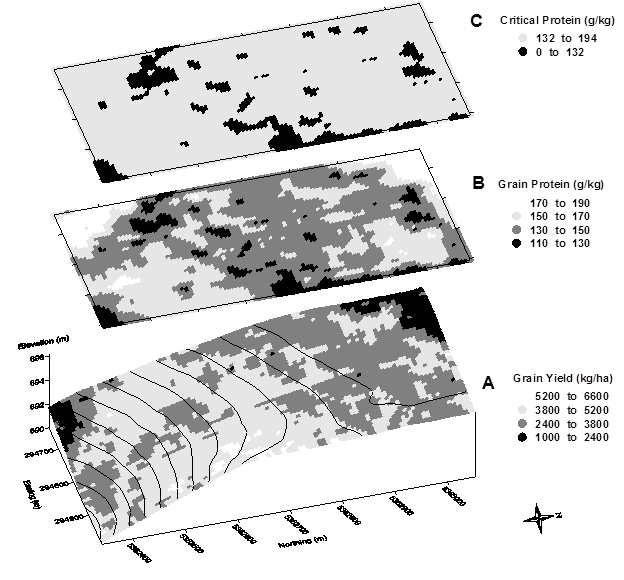 C
Critical Protein (g/kg)
132 to 194
0 to 132
B
Grain Protein (g/kg)
170 to 190
150 to 170
130 to 150
110 to 130
Elevation (m)
696
694
692
690
A
Grain Yield (kg/ha)
5200 to 6600
3800 to 5200
2400 to 3800
1000 to 2400
294700
294600
Northing (m)
N